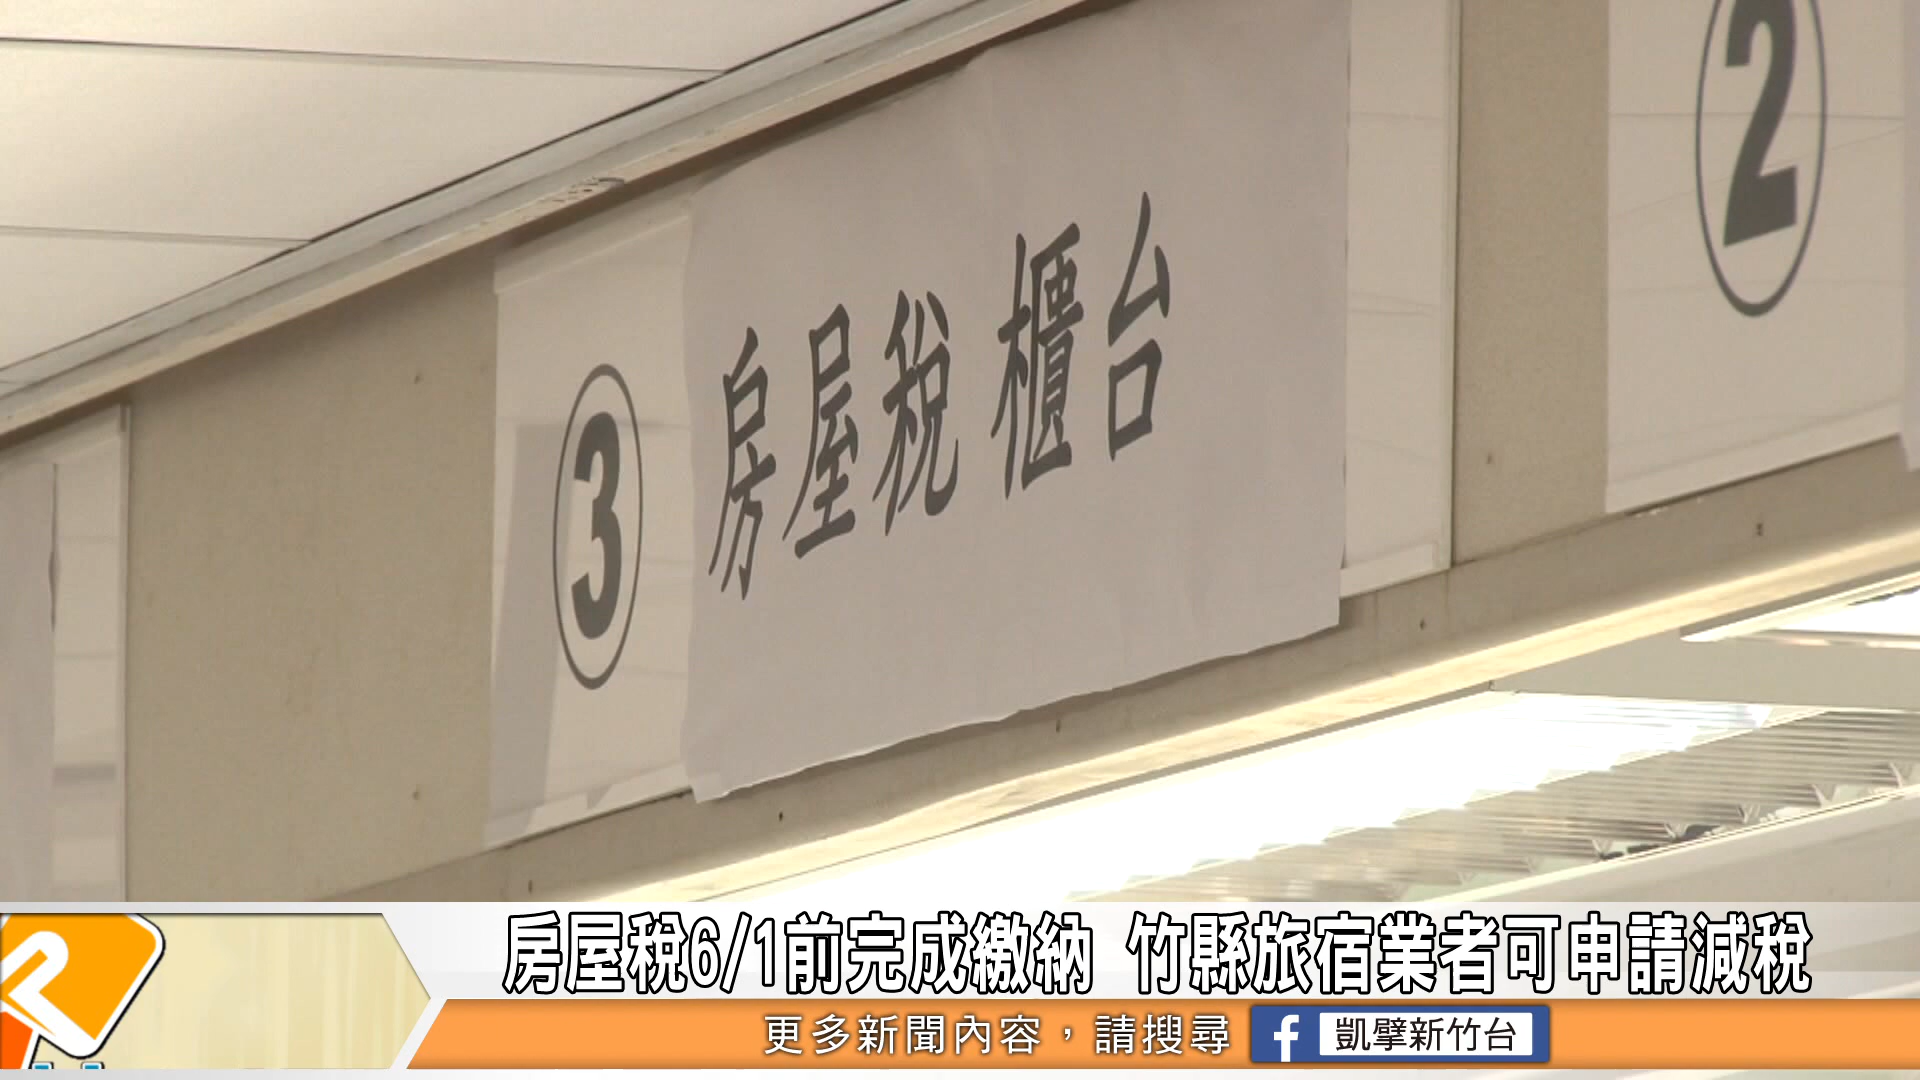 2
3 房屋稅 櫃台
房屋稅6/1前完成繳納 竹縣旅宿業者可申請減稅
更多新聞內容，請搜尋 f 凱擘新竹台